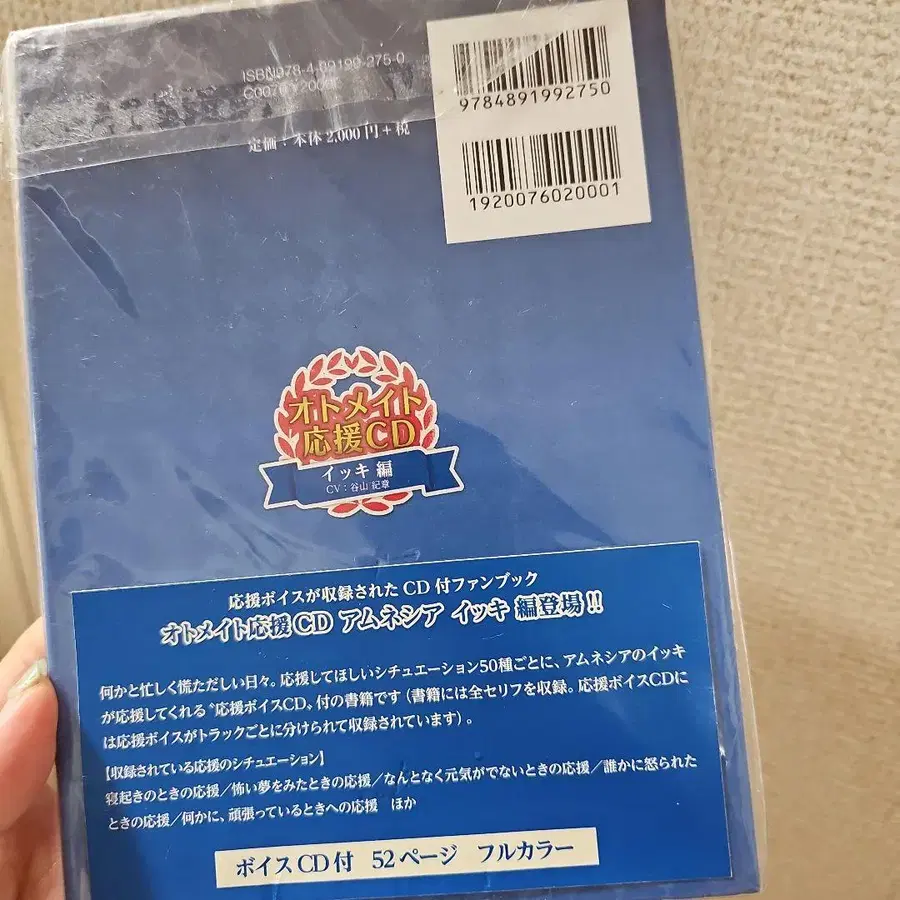 ISBN978-4-89199-275-0
C0076 ¥2000E
定価：本体 2,000円＋税
9784891992750
1920076020001
オトメイト
応援CD
イッキ 編
CV：谷山 紀章
応援ボイスが収録された CD 付ファンブック
オトメイト応援CD アムネシア イッキ 編登場!!
何かと忙しく慌ただしい日々。応援してほしいシチュエーション50種ごとに、アムネシアのイッキ
が応援してくれる〝応援ボイスCD〟付の書籍です（書籍には全セリフを収録。応援ボイスCDに
は応援ボイスがトラックごとに分けられて収録されています）。
【収録されている応援のシチュエーション】
寝起きのときの応援／怖い夢をみたときの応援／なんとなく元気がでないときの応援／誰かに怒られた
ときの応援／何かに、頑張っているときへの応援　ほか
ボイスCD付　52ページ　フルカラー